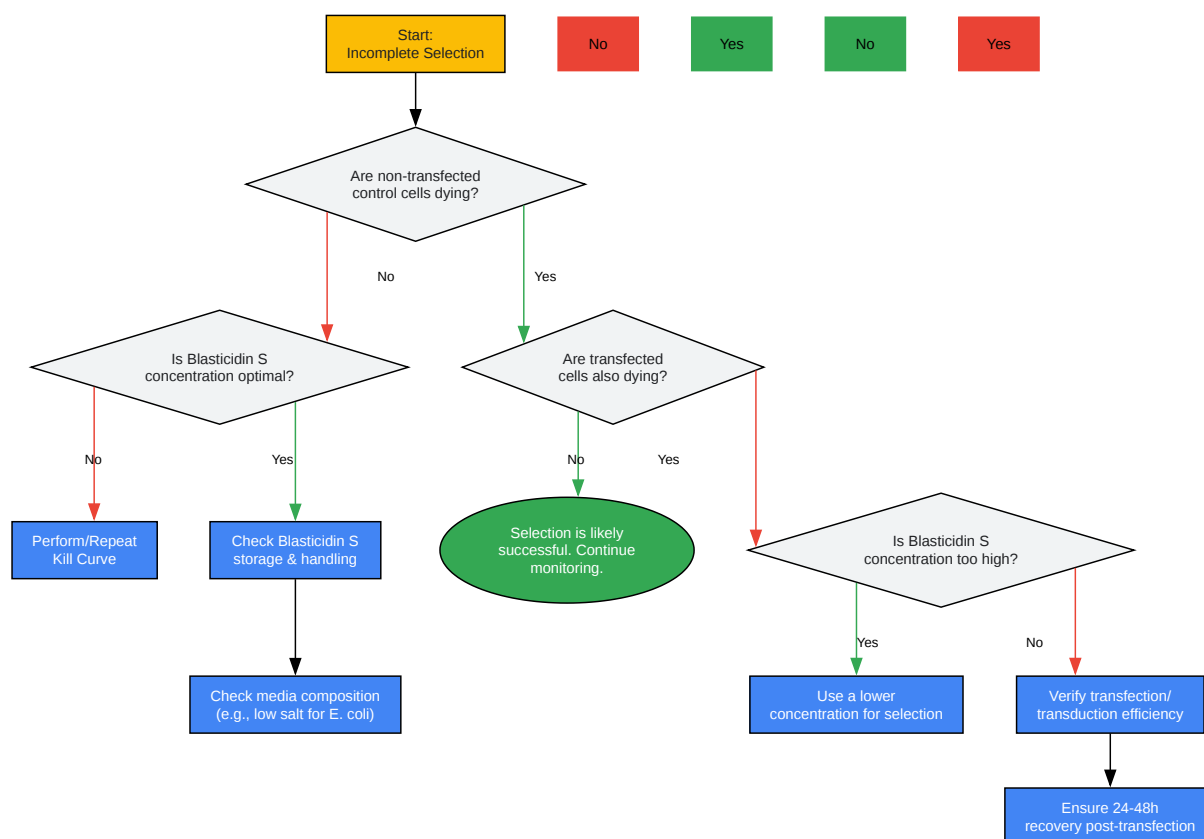 Start:
Incomplete Selection
No
Yes
No
Yes
Are non-transfected
control cells dying?
No
Yes
Is Blasticidin S
concentration optimal?
Are transfected
cells also dying?
No
Yes
No
Yes
Perform/Repeat
Kill Curve
Check Blasticidin S
storage & handling
Selection is likely
successful. Continue
monitoring.
Is Blasticidin S
concentration too high?
Yes
No
Check media composition
(e.g., low salt for E. coli)
Use a lower
concentration for selection
Verify transfection/
transduction efficiency
Ensure 24-48h
recovery post-transfection